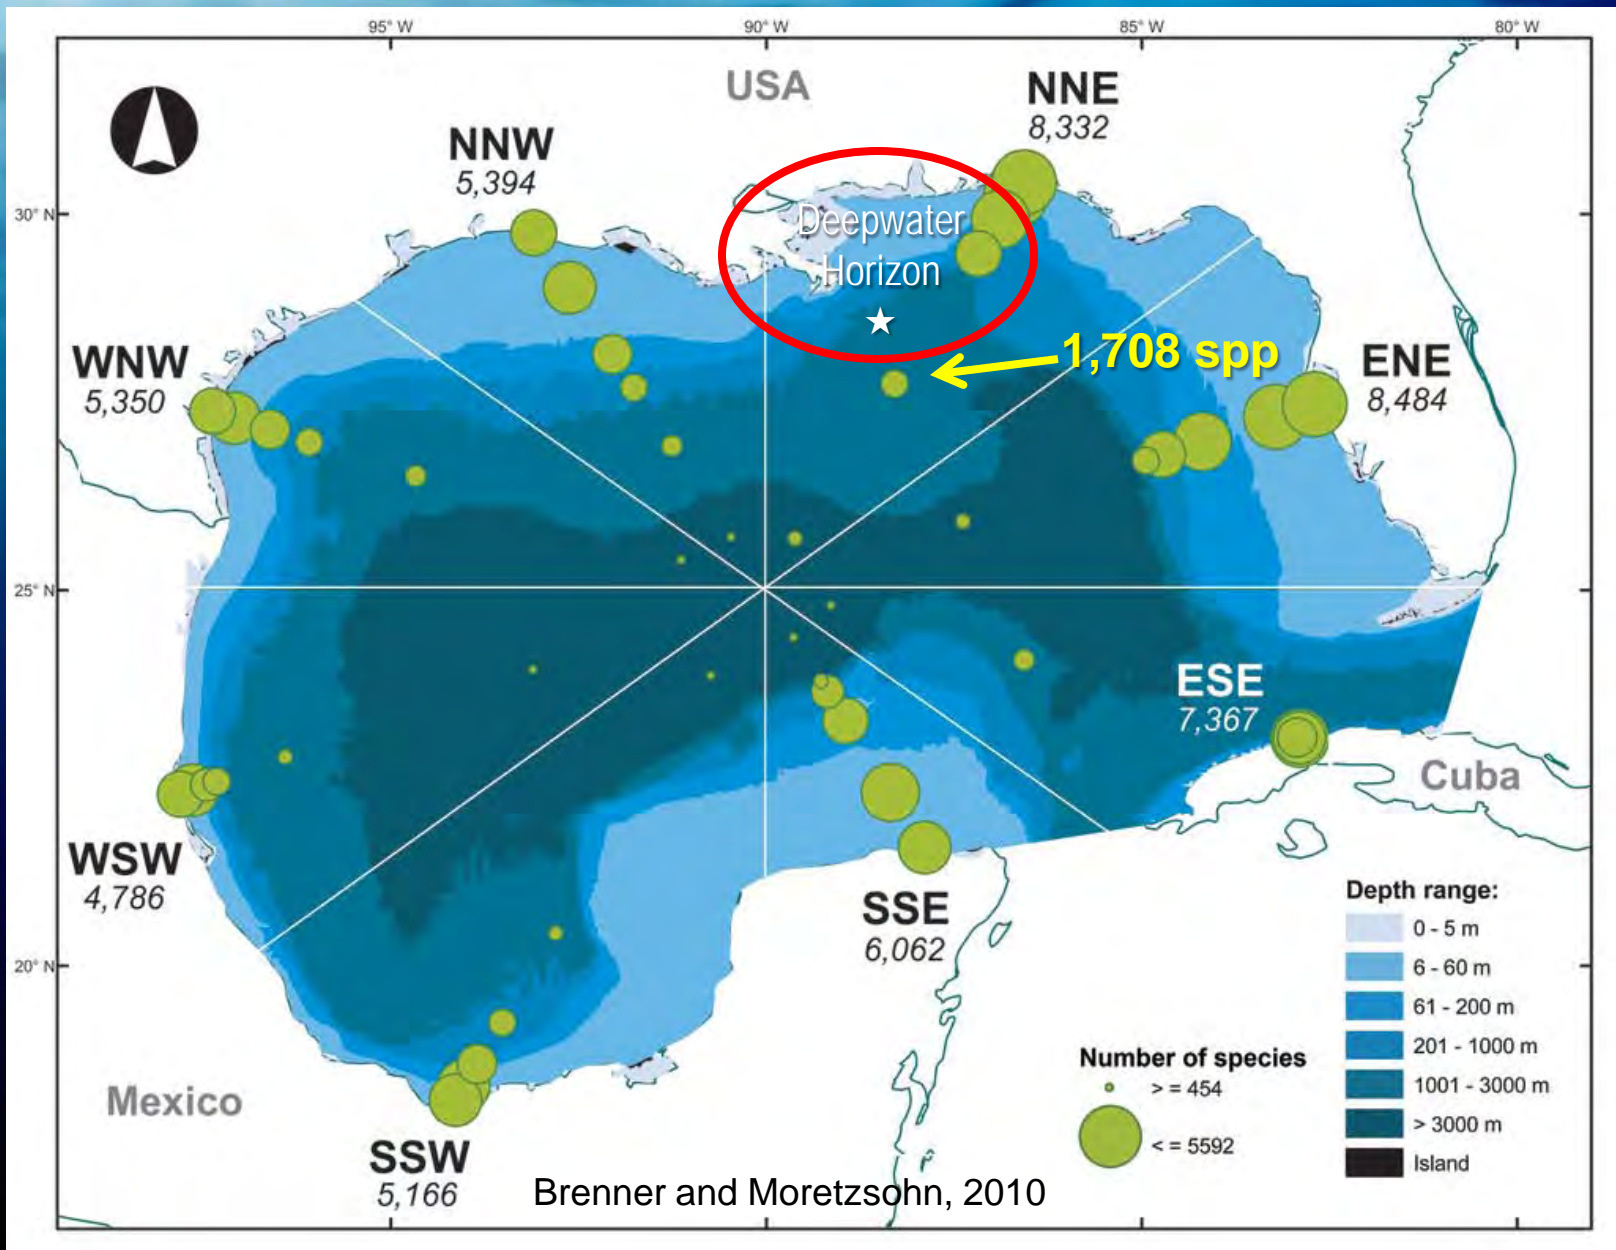 95° W
90° W
85° W
80° W
USA
NNE
8,332
NNW
5,394
30° N
Deepwater
Horizon
1,708 spp
WNW
5,350
ENE
8,484
25° N
ESE
7,367
Cuba
WSW
4,786
SSE
6,062
20° N
Depth range:
0 - 5 m
6 - 60 m
61 - 200 m
201 - 1000 m
1001 - 3000 m
> 3000 m
Island
Number of species
> = 454
< = 5592
Mexico
SSW
5,166
Brenner and Moretzsohn, 2010